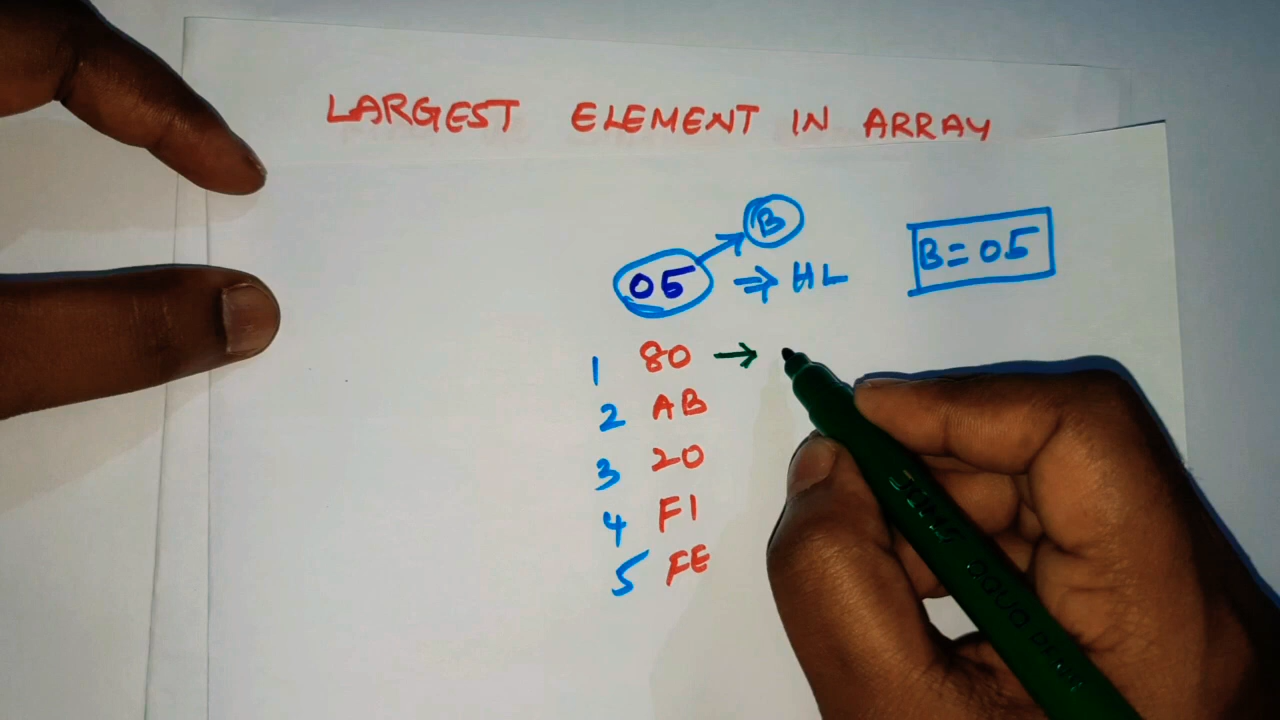 LARGEST ELEMENT IN ARRAY
B
05 ⇒ HL
B = 05
1 80 →
2 AB
3 20
4 F1
5 FE